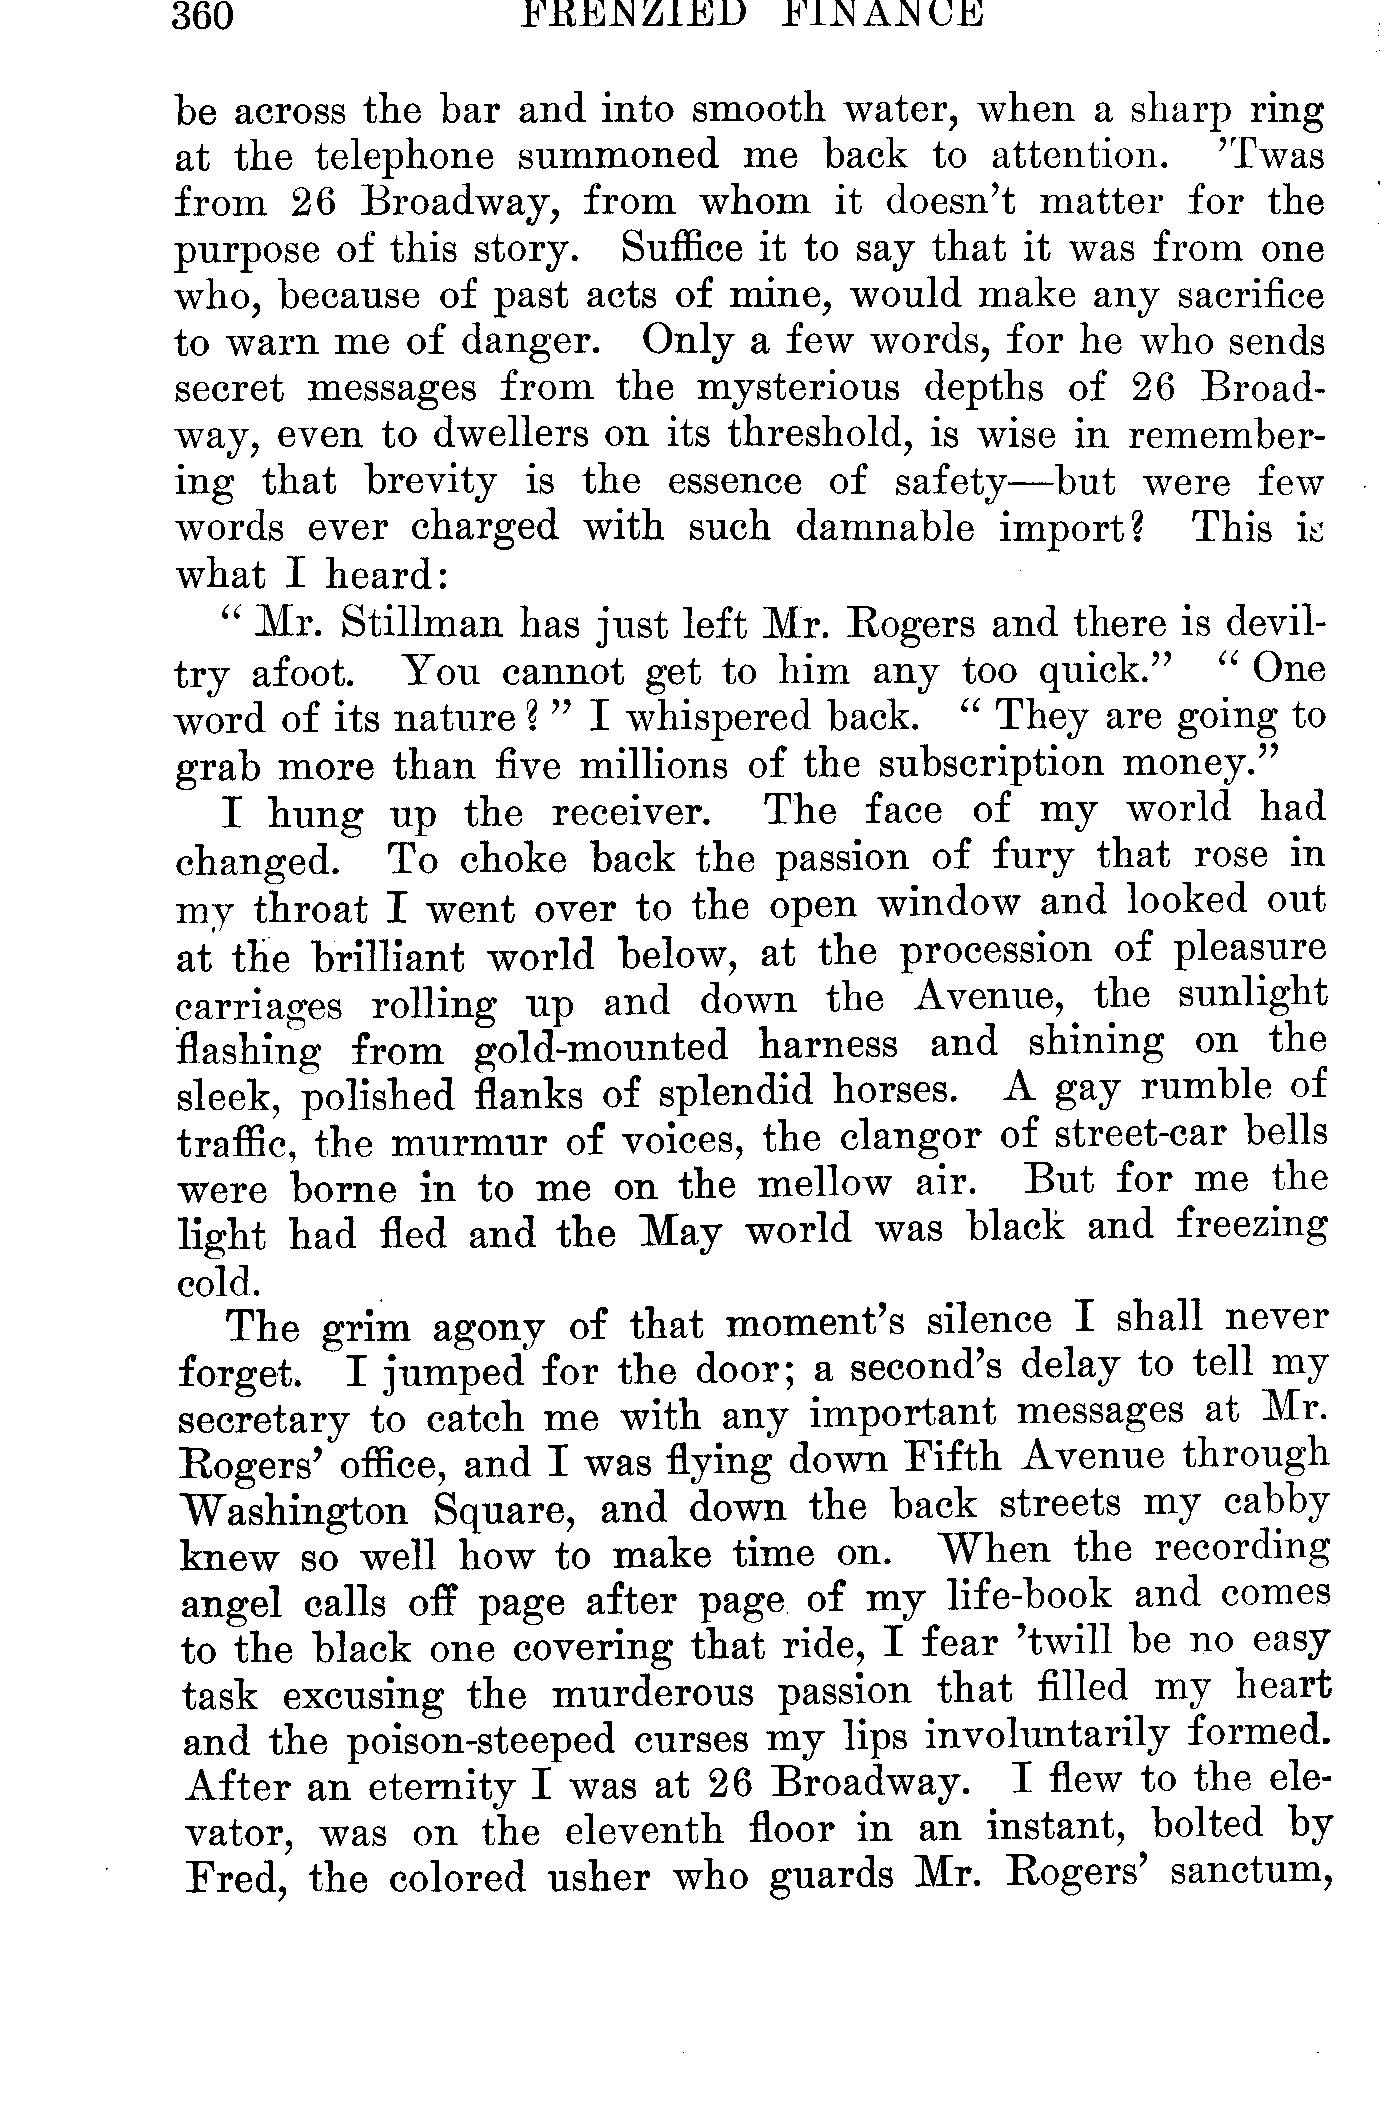 360 FRENZIED FINANCE
be across the bar and into smooth water, when a sharp ring
at the telephone summoned me back to attention. ’Twas
from 26 Broadway, from whom it doesn’t matter for the
purpose of this story. Suffice it to say that it was from one
who, because of past acts of mine, would make any sacrifice
to warn me of danger. Only a few words, for he who sends
secret messages from the mysterious depths of 26 Broad-
way, even to dwellers on its threshold, is wise in remember-
ing that brevity is the essence of safety—but were few
words ever charged with such damnable import? This is
what I heard:
“ Mr. Stillman has just left Mr. Rogers and there is devil-
try afoot. You cannot get to him any too quick.” “ One
word of its nature ? ” I whispered back. “ They are going to
grab more than five millions of the subscription money.”
I hung up the receiver. The face of my world had
changed. To choke back the passion of fury that rose in
my throat I went over to the open window and looked out
at the brilliant world below, at the procession of pleasure
carriages rolling up and down the Avenue, the sunlight
flashing from gold-mounted harness and shining on the
sleek, polished flanks of splendid horses. A gay rumble of
traffic, the murmur of voices, the clangor of street-car bells
were borne in to me on the mellow air. But for me the
light had fled and the May world was black and freezing
cold.
The grim agony of that moment’s silence I shall never
forget. I jumped for the door; a second’s delay to tell my
secretary to catch me with any important messages at Mr.
Rogers’ office, and I was flying down Fifth Avenue through
Washington Square, and down the back streets my cabby
knew so well how to make time on. When the recording
angel calls off page after page of my life-book and comes
to the black one covering that ride, I fear ’twill be no easy
task excusing the murderous passion that filled my heart
and the poison-steeped curses my lips involuntarily formed.
After an eternity I was at 26 Broadway. I flew to the ele-
vator, was on the eleventh floor in an instant, bolted by
Fred, the colored usher who guards Mr. Rogers’ sanctum,